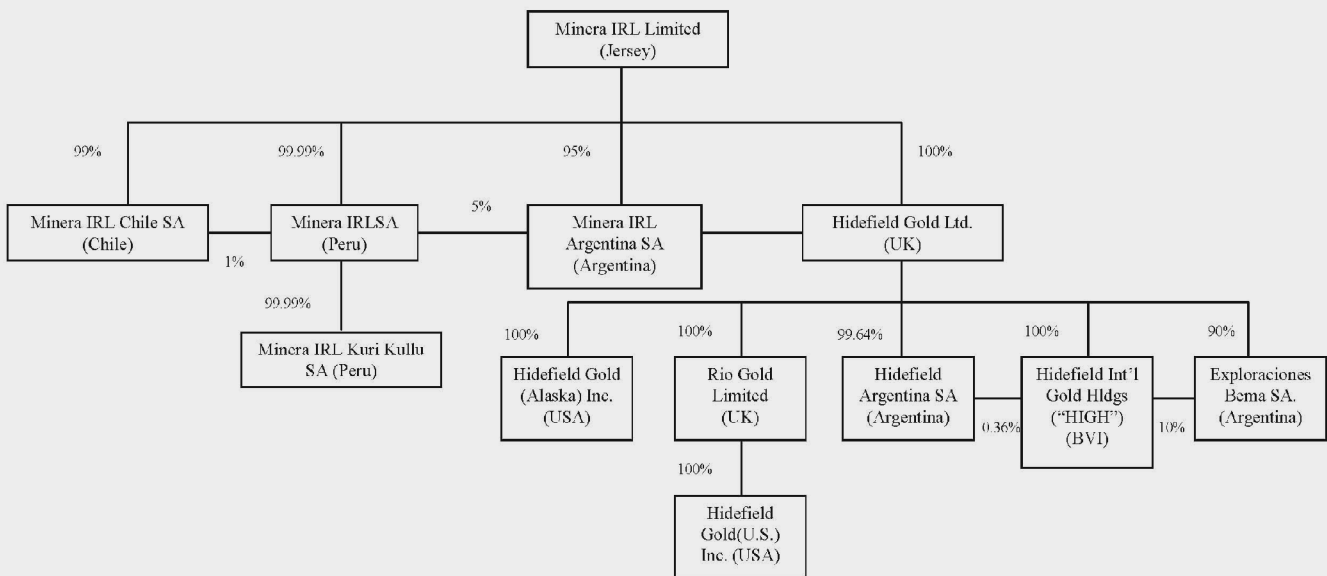 Minera IRL Limited
(Jersey)
99%
99.99%
95%
100%
Minera IRL Chile SA
(Chile)
1%
Minera IRLSA
(Peru)
5%
Minera IRL
Argentina SA
(Argentina)
Hidefield Gold Ltd.
(UK)
99.99%
Minera IRL Kuri Kullu
SA (Peru)
100%
100%
99.64%
100%
90%
Hidefield Gold
(Alaska) Inc.
(USA)
Rio Gold
Limited
(UK)
Hidefield
Argentina SA
(Argentina)
0.36%
Hidefield Int'l
Gold Hldgs
("HIGH")
(BVI)
10%
Exploraciones
Bema SA.
(Argentina)
100%
Hidefield
Gold(U.S.)
Inc. (USA)